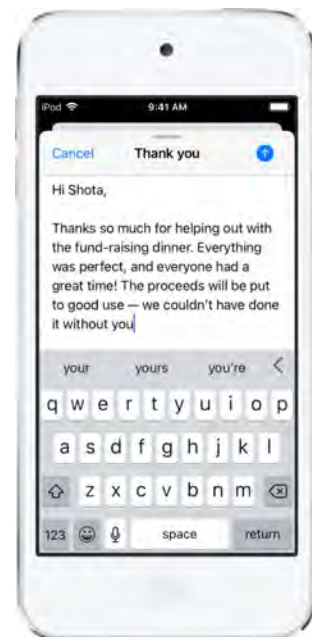 iPod 9:41 AM
Cancel Thank you
Hi Shota,
Thanks so much for helping out with
the fund-raising dinner. Everything
was perfect, and everyone had a
great time! The proceeds will be put
to good use — we couldn't have done
it without you
your yours you're
q w e r t y u i o p
a s d f g h j k l
z x c v b n m
123 space return